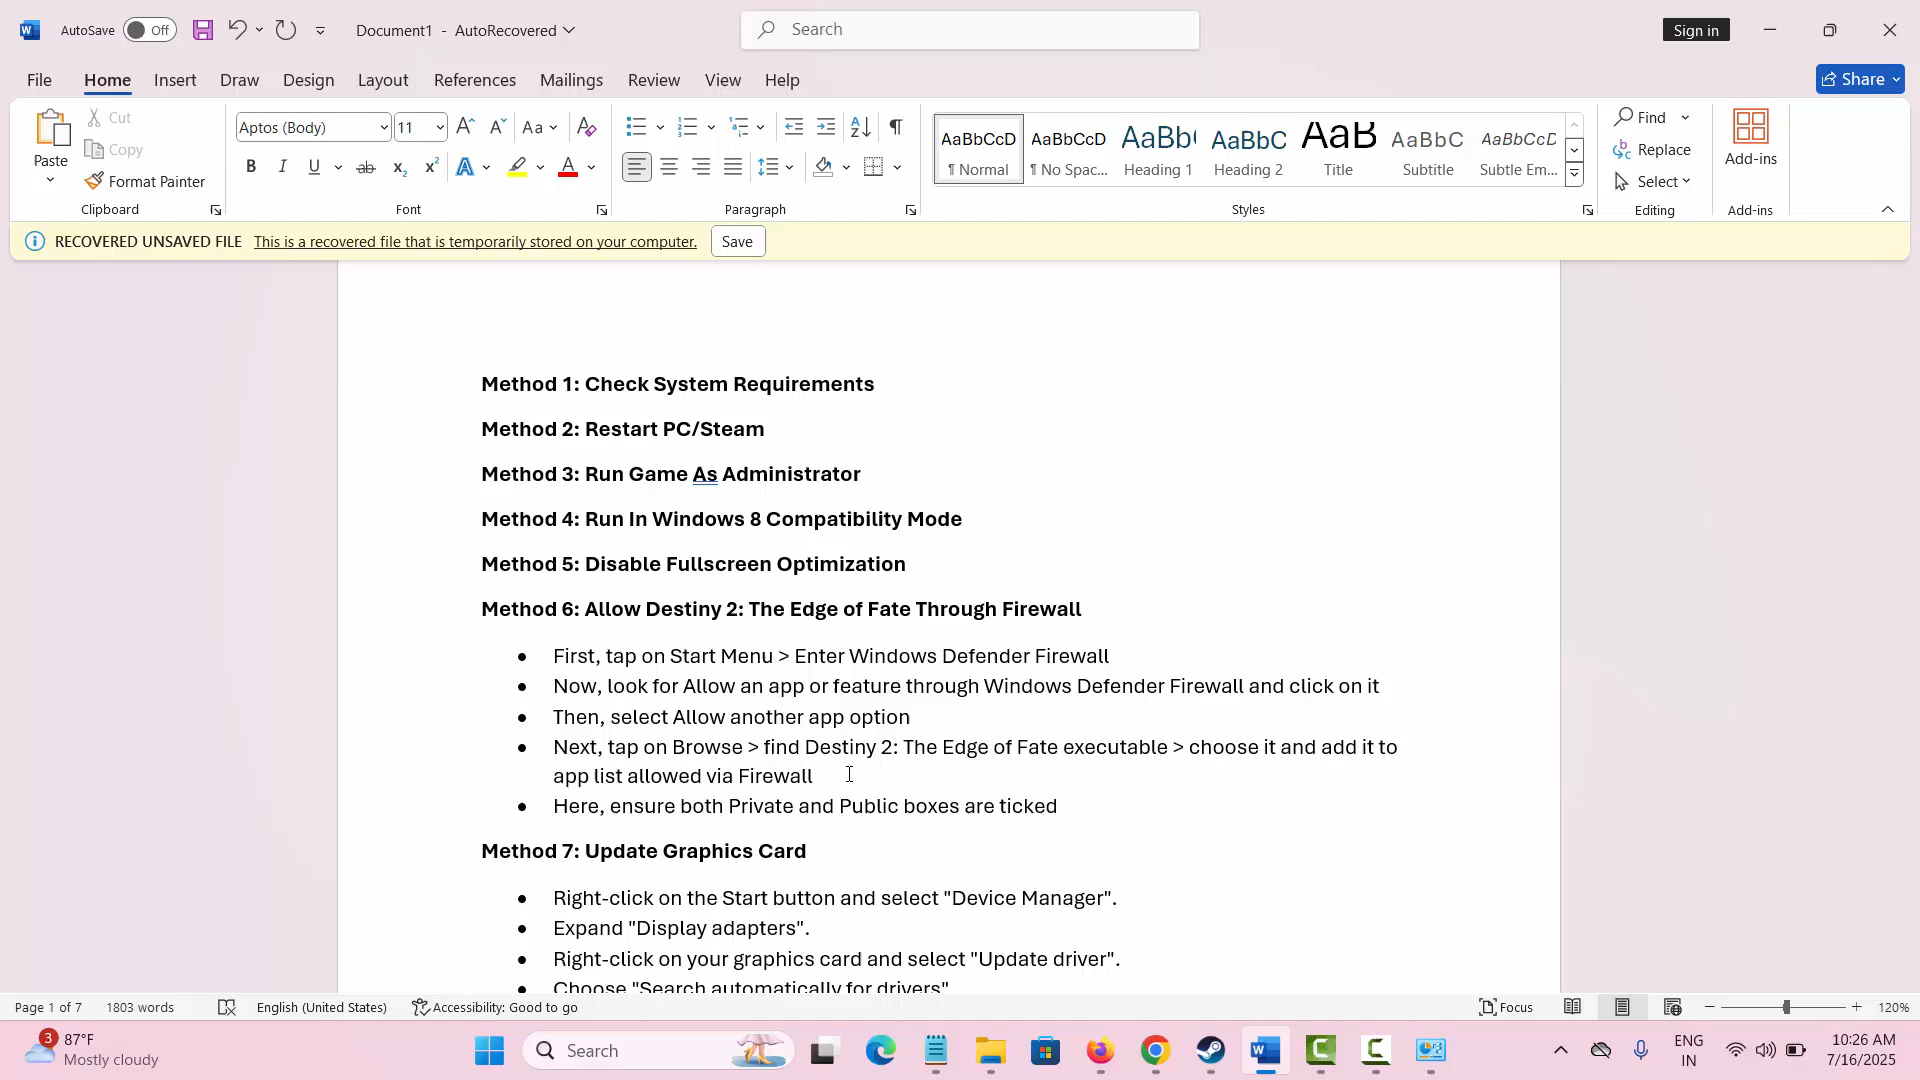 AutoSave Off Document1 - AutoRecovered Search Sign in
File Home Insert Draw Design Layout References Mailings Review View Help Share
Paste Cut Copy Format Painter Clipboard
Aptos (Body) 11 Aa Font
Paragraph
AaBbCcD AaBbCcD AaBb( AaBbC AaB AaBbC AaBbCcD
¶ Normal ¶ No Spac... Heading 1 Heading 2 Title Subtitle Subtle Em...
Styles
Find Replace Select Editing
Add-ins Add-ins
RECOVERED UNSAVED FILE This is a recovered file that is temporarily stored on your computer. Save
Method 1: Check System Requirements
Method 2: Restart PC/Steam
Method 3: Run Game As Administrator
Method 4: Run In Windows 8 Compatibility Mode
Method 5: Disable Fullscreen Optimization
Method 6: Allow Destiny 2: The Edge of Fate Through Firewall
• First, tap on Start Menu > Enter Windows Defender Firewall
• Now, look for Allow an app or feature through Windows Defender Firewall and click on it
• Then, select Allow another app option
• Next, tap on Browse > find Destiny 2: The Edge of Fate executable > choose it and add it to
app list allowed via Firewall
• Here, ensure both Private and Public boxes are ticked
Method 7: Update Graphics Card
• Right-click on the Start button and select "Device Manager".
• Expand "Display adapters".
• Right-click on your graphics card and select "Update driver".
• Choose "Search automatically for drivers"
Page 1 of 7 1803 words English (United States) Accessibility: Good to go Focus 120%
3 87°F Mostly cloudy
Search
ENG IN
10:26 AM
7/16/2025